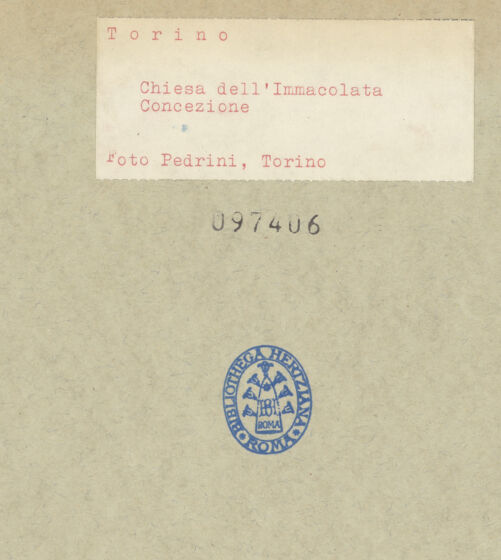 Torino
Chiesa dell'Immacolata
Concezione
Foto Pedrini, Torino
097406
BIBLIOTHECA HERTZIANA
ROMA
ROMA